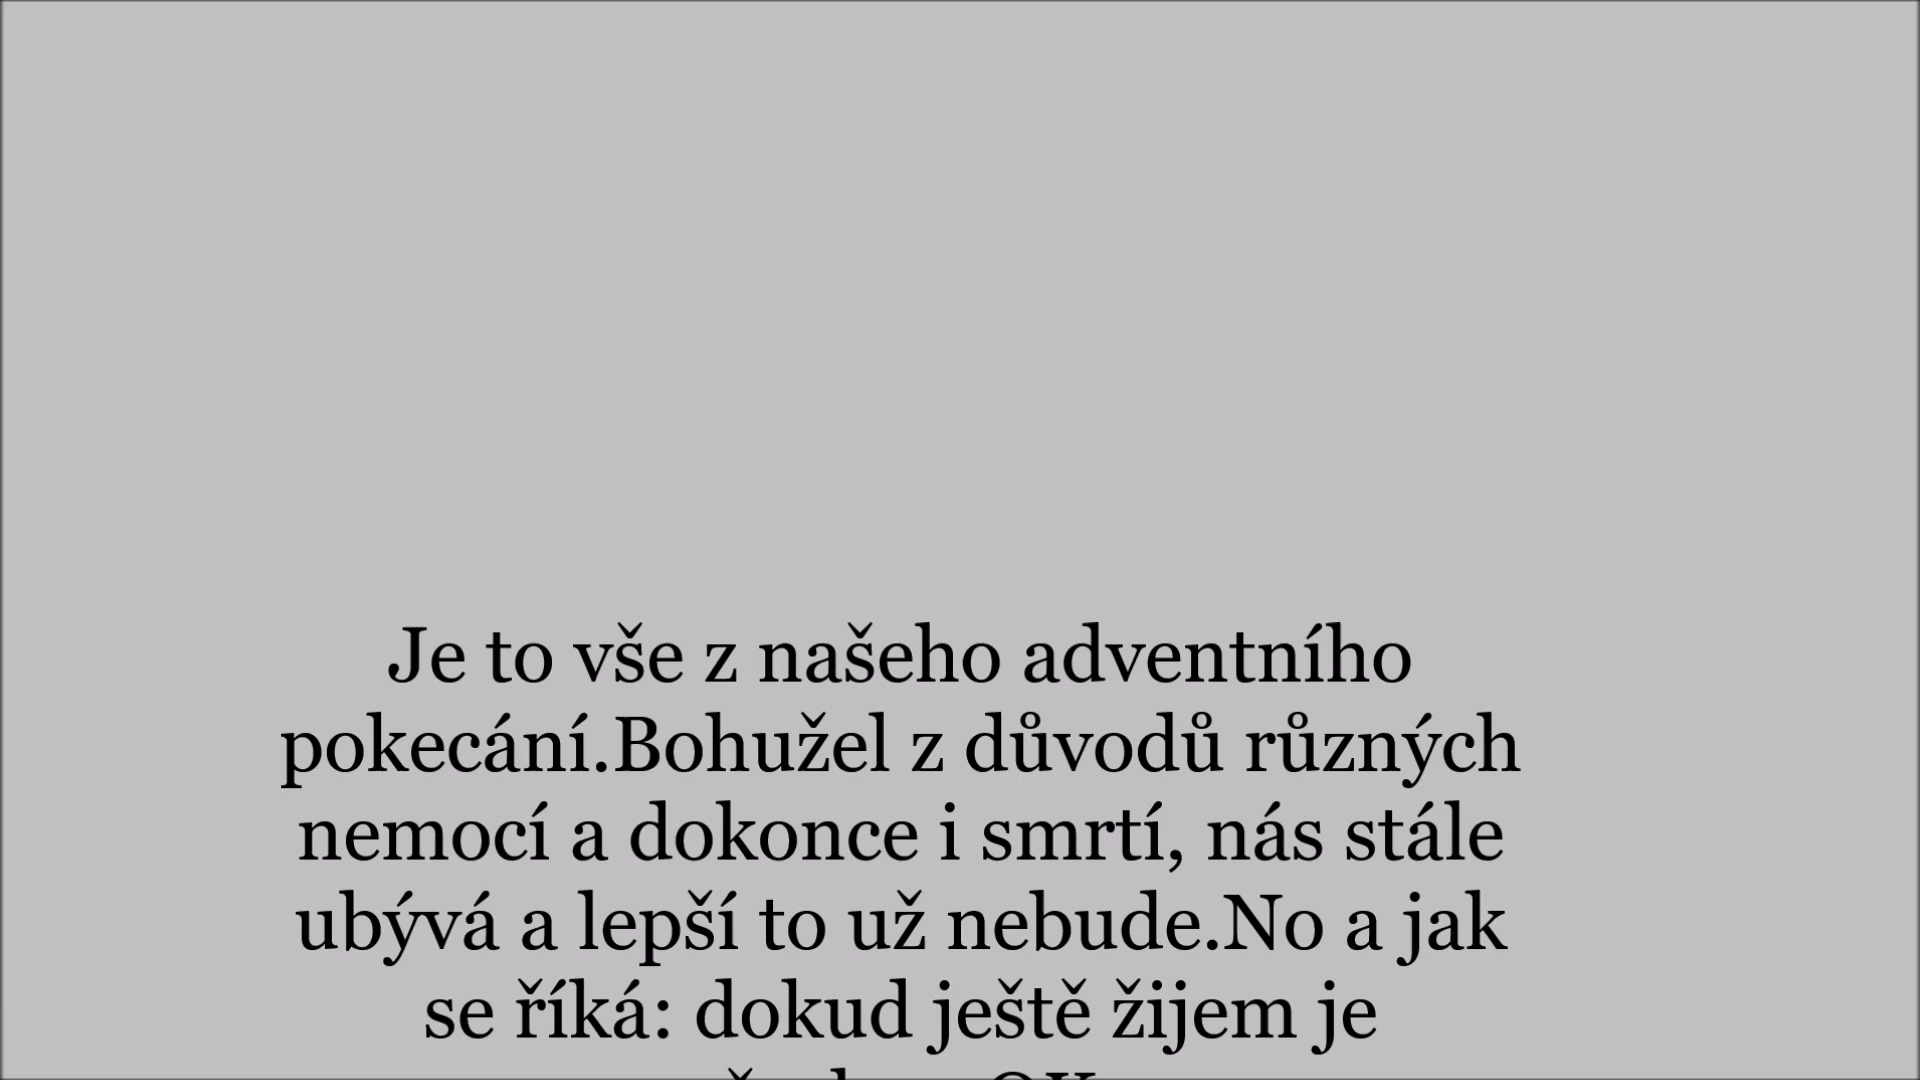 Je to vše z našeho adventního
pokecání.Bohužel z důvodů různých
nemocí a dokonce i smrtí, nás stále
ubývá a lepší to už nebude.No a jak
se říká: dokud ještě žijem je
OK